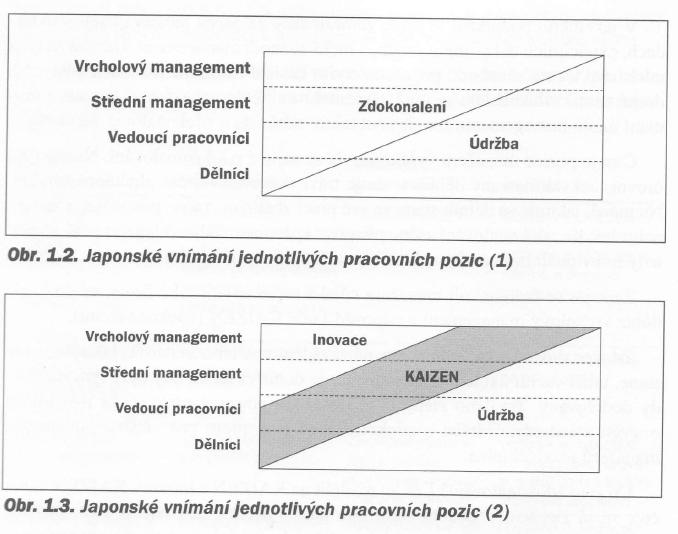 Vrcholový management
Střední management
Zdokonalení
Vedoucí pracovníci
Údržba
Dělníci
Obr. 1.2. Japonské vnímání jednotlivých pracovních pozic (1)
Vrcholový management
Inovace
Střední management
KAIZEN
Vedoucí pracovníci
Údržba
Dělníci
Obr. 1.3. Japonské vnímání jednotlivých pracovních pozic (2)